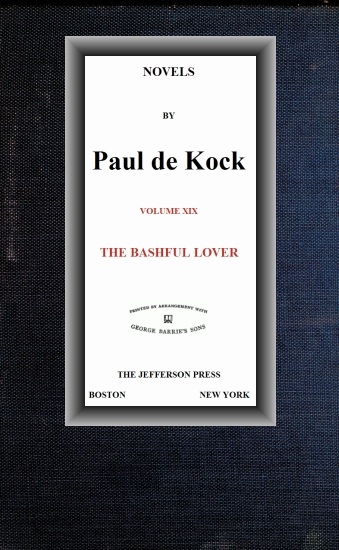 NOVELS
BY
Paul de Kock
VOLUME XIX
THE BASHFUL LOVER
PRINTED BY ARRANGEMENT WITH
GEORGE BARRIE'S SONS
THE JEFFERSON PRESS
BOSTON NEW YORK